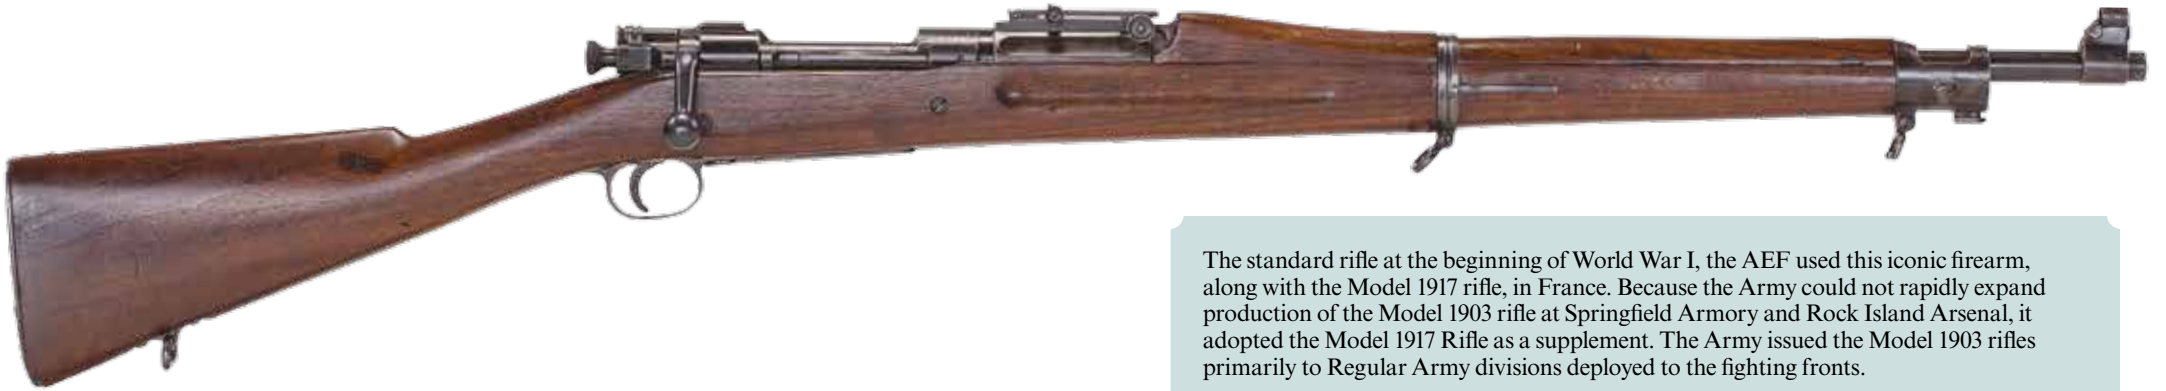 The standard rifle at the beginning of World War I, the AEF used this iconic firearm,
along with the Model 1917 rifle, in France. Because the Army could not rapidly expand
production of the Model 1903 rifle at Springfield Armory and Rock Island Arsenal, it
adopted the Model 1917 Rifle as a supplement. The Army issued the Model 1903 rifles
primarily to Regular Army divisions deployed to the fighting fronts.